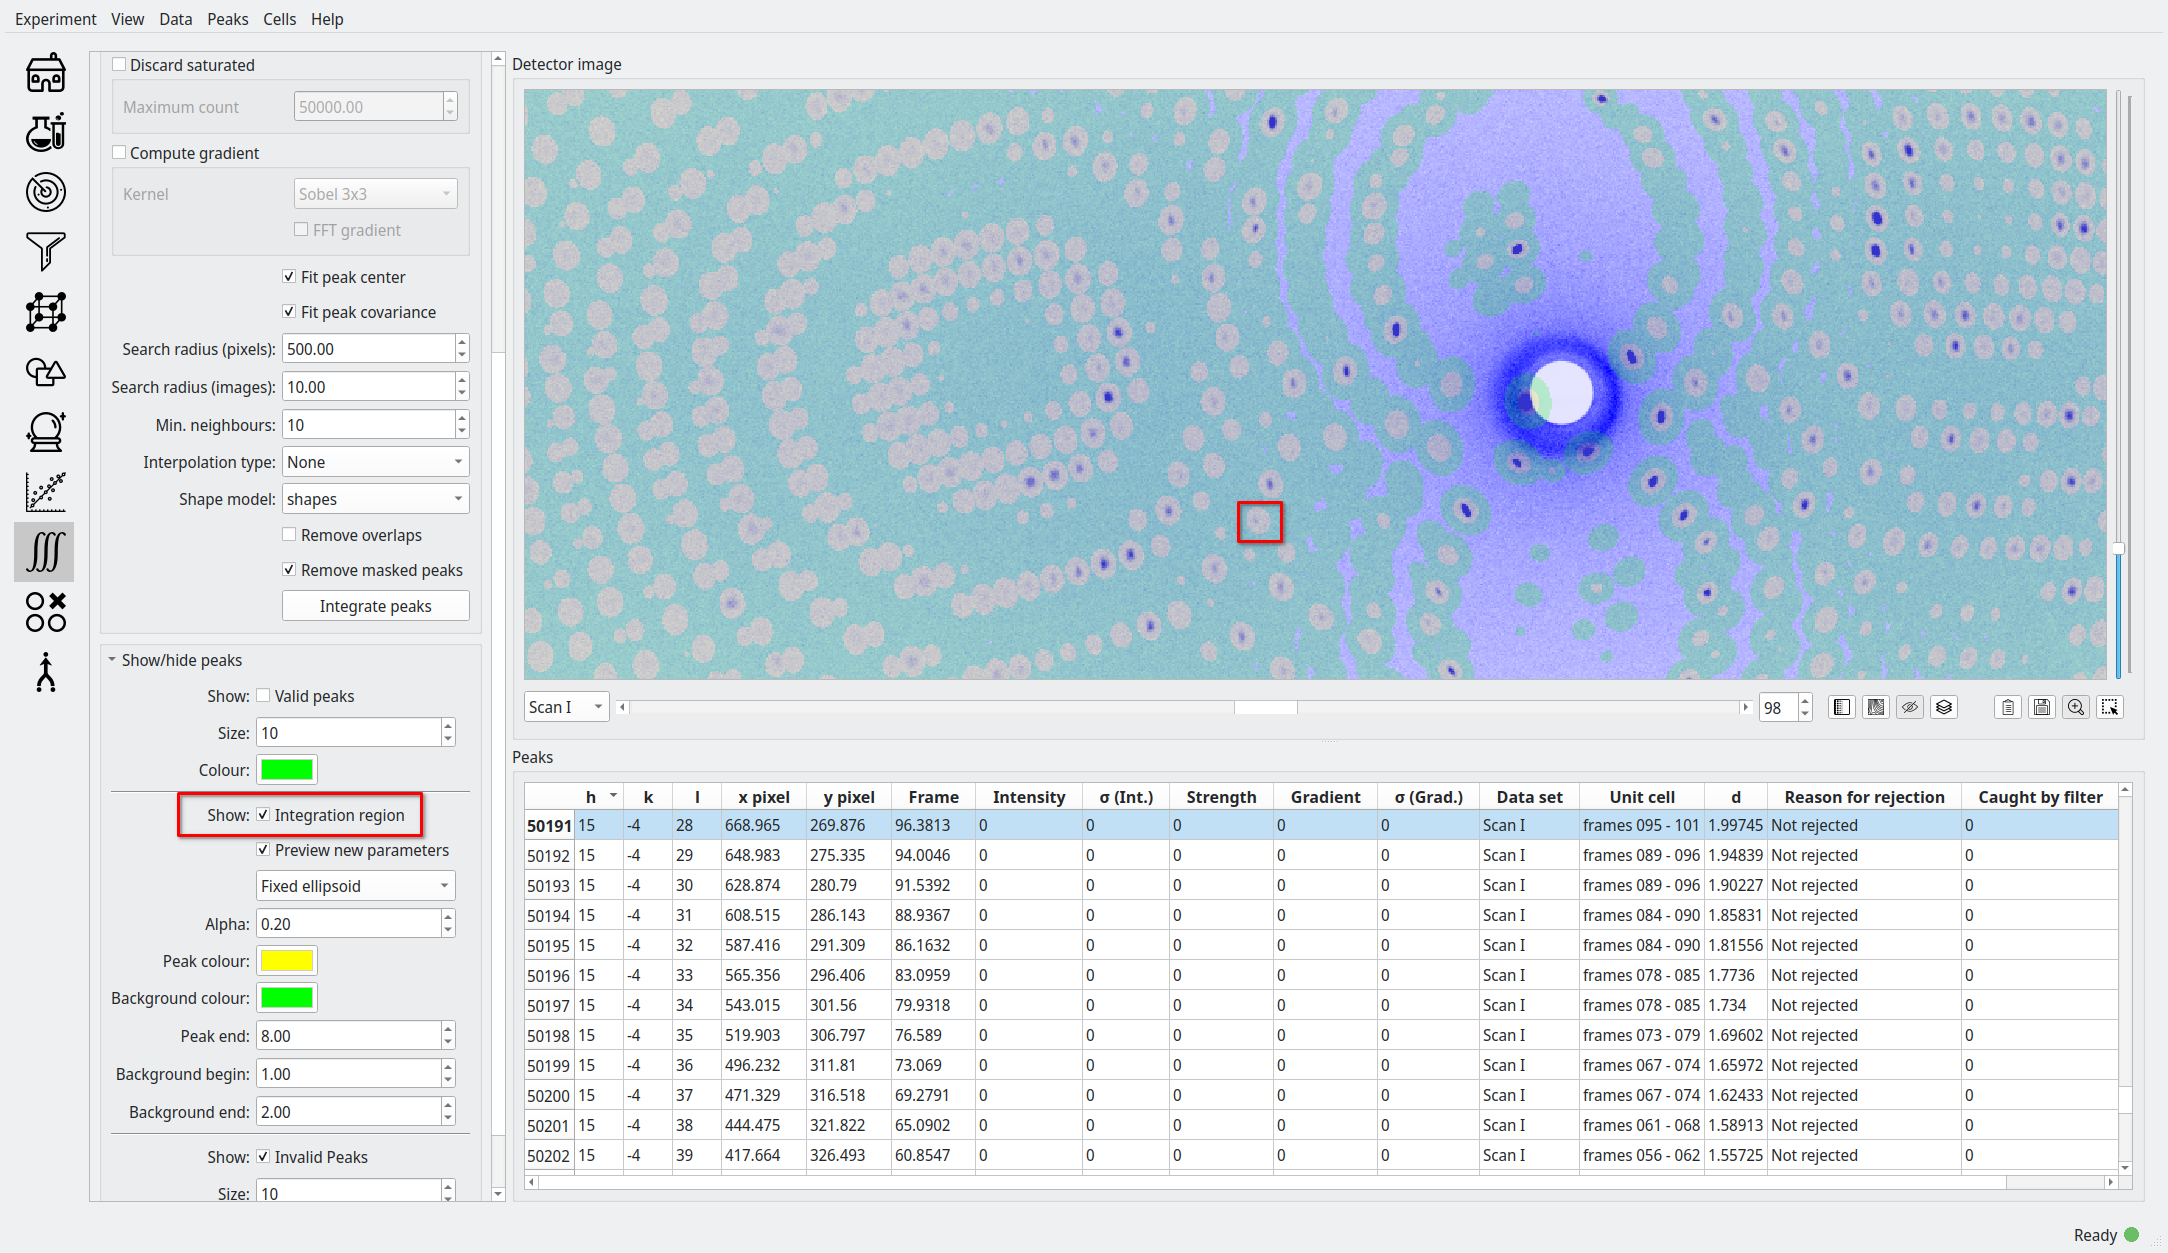 Experiment View Data Peaks Cells Help
Discard saturated
Maximum count 50000.00
Compute gradient
Kernel Sobel 3x3
FFT gradient
Fit peak center
Fit peak covariance
Search radius (pixels): 500.00
Search radius (images): 10.00
Min. neighbours: 10
Interpolation type: None
Shape model: shapes
Remove overlaps
Remove masked peaks
Integrate peaks
Show/hide peaks
Show: Valid peaks
Size: 10
Colour:
Show: Integration region
Preview new parameters
Fixed ellipsoid
Alpha: 0.20
Peak colour:
Background colour:
Peak end: 8.00
Background begin: 1.00
Background end: 2.00
Show: Invalid Peaks
Size: 10
Detector image
Scan I 98
Peaks
h k l x pixel y pixel Frame Intensity σ (Int.) Strength Gradient σ (Grad.) Data set Unit cell d Reason for rejection Caught by filter
50191 15 -4 28 668.965 269.876 96.3813 0 0 0 0 0 Scan I frames 095 - 101 1.99745 Not rejected 0
50192 15 -4 29 648.983 275.335 94.0046 0 0 0 0 0 Scan I frames 089 - 096 1.94839 Not rejected 0
50193 15 -4 30 628.874 280.79 91.5392 0 0 0 0 0 Scan I frames 089 - 096 1.90227 Not rejected 0
50194 15 -4 31 608.515 286.143 88.9367 0 0 0 0 0 Scan I frames 084 - 090 1.85831 Not rejected 0
50195 15 -4 32 587.416 291.309 86.1632 0 0 0 0 0 Scan I frames 084 - 090 1.81556 Not rejected 0
50196 15 -4 33 565.356 296.406 83.0959 0 0 0 0 0 Scan I frames 078 - 085 1.7736 Not rejected 0
50197 15 -4 34 543.015 301.56 79.9318 0 0 0 0 0 Scan I frames 078 - 085 1.734 Not rejected 0
50198 15 -4 35 519.903 306.797 76.589 0 0 0 0 0 Scan I frames 073 - 079 1.69602 Not rejected 0
50199 15 -4 36 496.232 311.81 73.069 0 0 0 0 0 Scan I frames 067 - 074 1.65972 Not rejected 0
50200 15 -4 37 471.329 316.518 69.2791 0 0 0 0 0 Scan I frames 067 - 074 1.62433 Not rejected 0
50201 15 -4 38 444.475 321.822 65.0902 0 0 0 0 0 Scan I frames 061 - 068 1.58913 Not rejected 0
50202 15 -4 39 417.664 326.493 60.8547 0 0 0 0 0 Scan I frames 056 - 062 1.55725 Not rejected 0
Ready